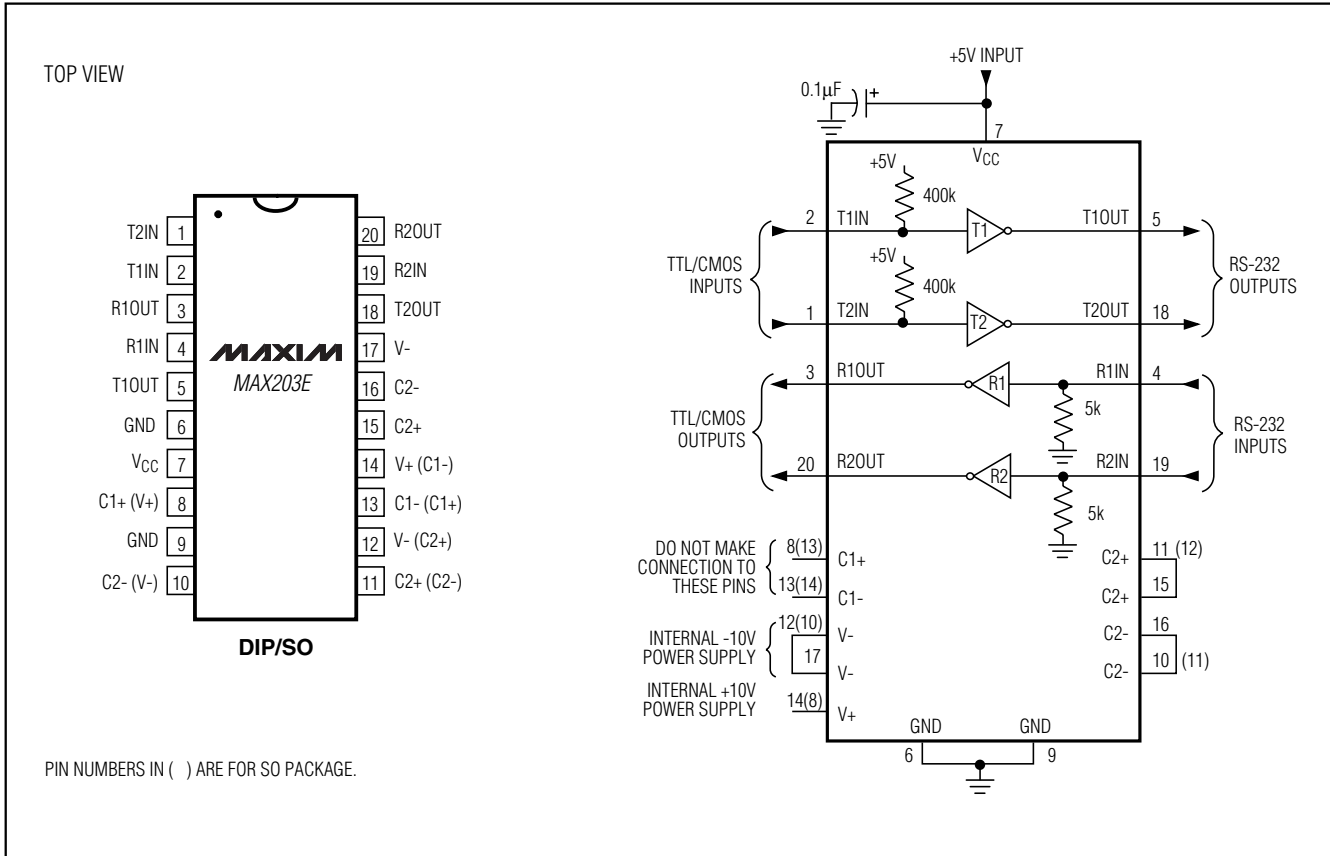 TOP VIEW
T2IN 1
T1IN 2
R1OUT 3
R1IN 4
T1OUT 5
GND 6
VCC 7
C1+ (V+) 8
GND 9
C2- (V-) 10
20 R2OUT
19 R2IN
18 T2OUT
17 V-
16 C2-
15 C2+
14 V+ (C1-)
13 C1- (C1+)
12 V- (C2+)
11 C2+ (C2-)
MAXIM
MAX203E
DIP/SO
PIN NUMBERS IN ( ) ARE FOR SO PACKAGE.
+5V INPUT
0.1µF +
7
VCC
+5V
400k
2 T1IN T1 T1OUT 5
TTL/CMOS
INPUTS
RS-232
OUTPUTS
+5V
400k
1 T2IN T2 T2OUT 18
3 R1OUT R1 R1IN 4
5k
TTL/CMOS
OUTPUTS
RS-232
INPUTS
20 R2OUT R2 R2IN 19
5k
DO NOT MAKE
CONNECTION TO
THESE PINS
8(13) C1+
13(14) C1-
INTERNAL -10V
POWER SUPPLY
12(10) V-
17 V-
INTERNAL +10V
POWER SUPPLY
14(8) V+
C2+ 11 (12)
C2+ 15
C2- 16
C2- 10 (11)
GND GND
6 9